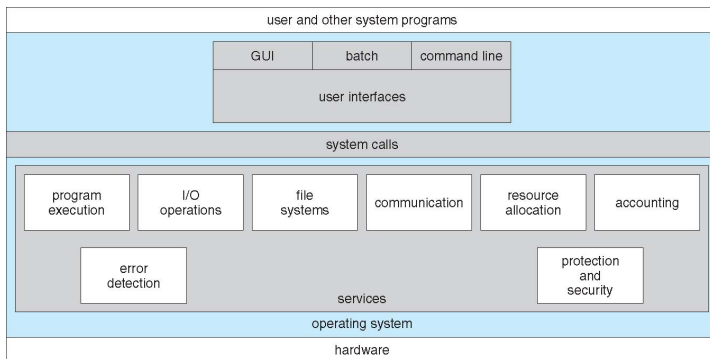 user and other system programs
GUI
batch
command line
user interfaces
system calls
program
execution
I/O
operations
file
systems
communication
resource
allocation
accounting
error
detection
protection
and
security
services
operating system
hardware